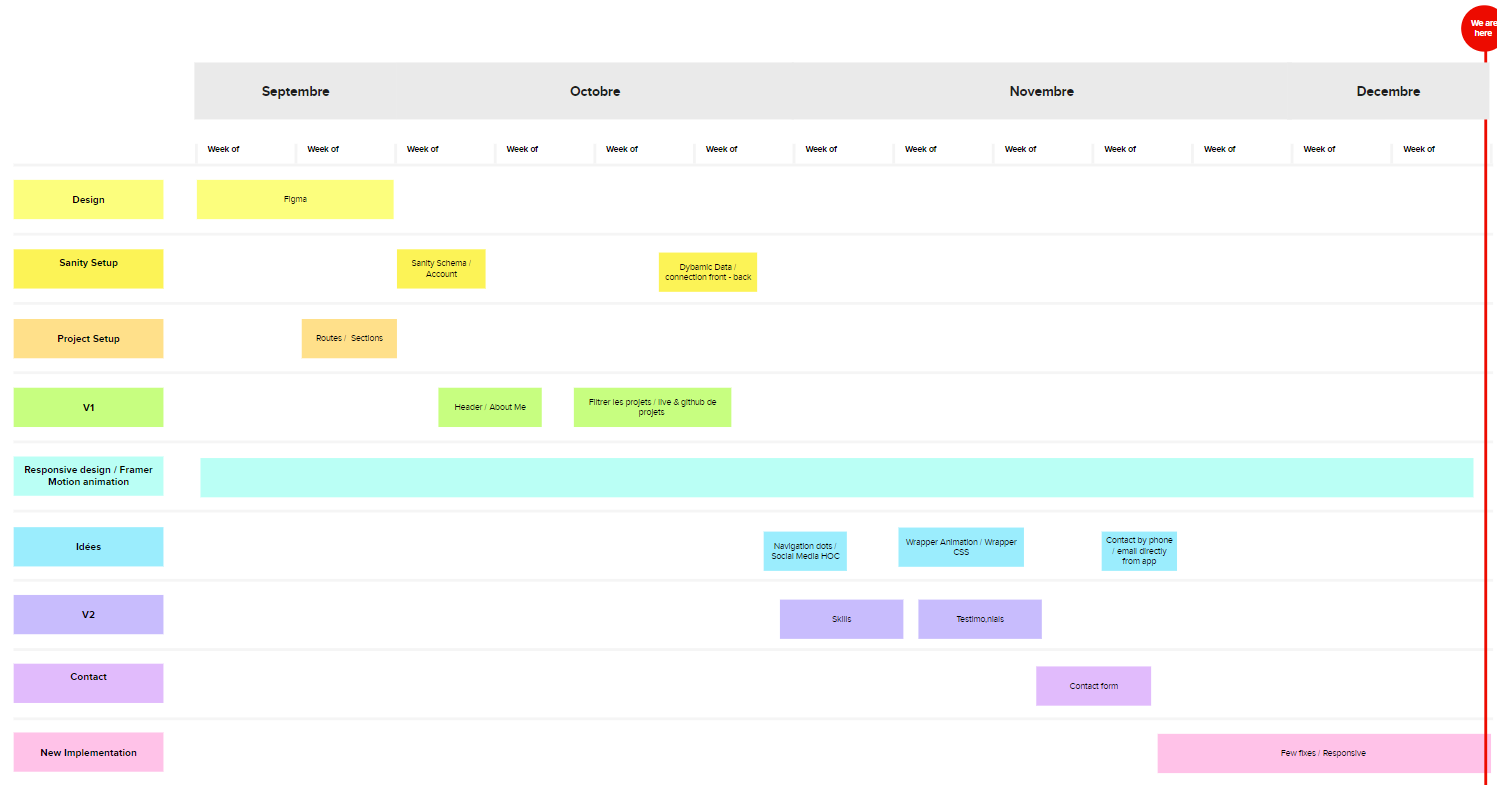 We are
here
Septembre
Octobre
Novembre
Decembre
Week of
Week of
Week of
Week of
Week of
Week of
Week of
Week of
Week of
Week of
Week of
Week of
Week of
Design
Figma
Sanity Setup
Sanity Schema /
Account
Dybamic Data /
connection front - back
Project Setup
Routes / Sections
V1
Header / About Me
Filtrer les projets / live & github de
projets
Responsive design / Framer
Motion animation
Idées
Navigation dots /
Social Media HOC
Wrapper Animation / Wrapper
CSS
Contact by phone
/ email directly
from app
V2
Skills
Testimo,nials
Contact
Contact form
New Implementation
Few fixes / Responsive